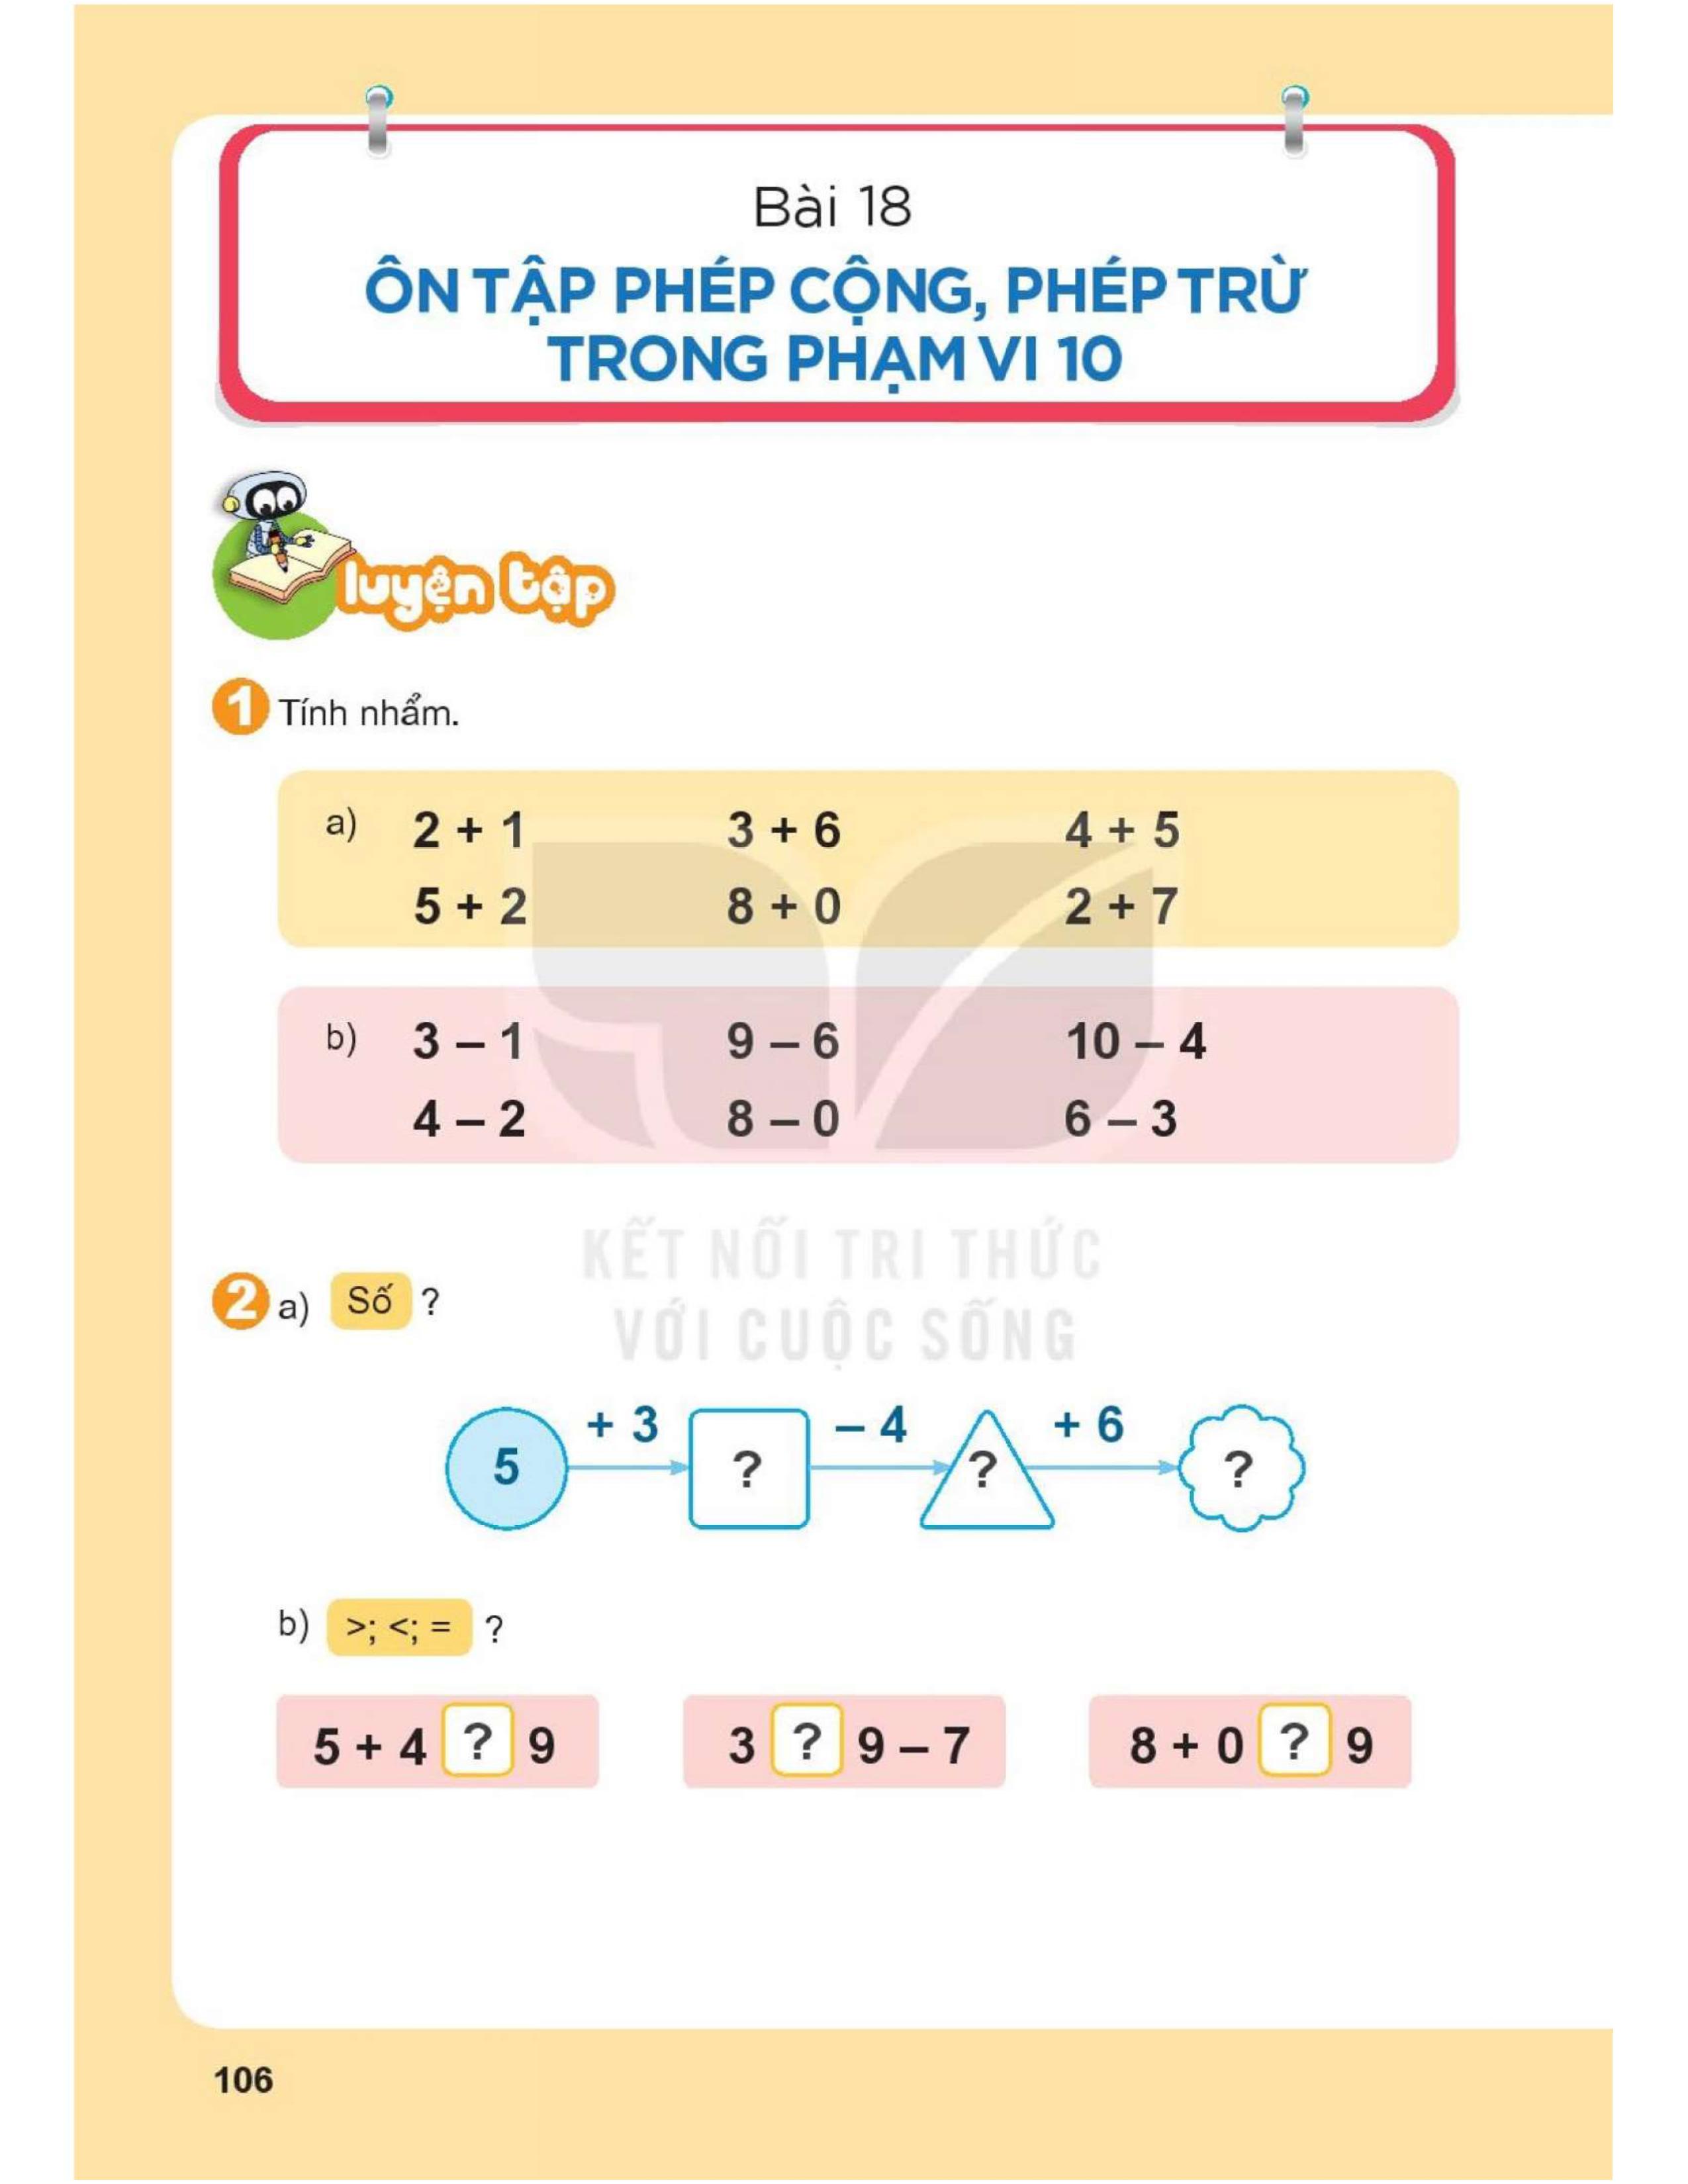 Bài 18
ÔN TẬP PHÉP CỘNG, PHÉP TRỪ
TRONG PHẠM VI 10
luyện tập
1 Tính nhẩm.
a) 2 + 1 3 + 6 4 + 5
5 + 2 8 + 0 2 + 7
b) 3 – 1 9 – 6 10 – 4
4 – 2 8 – 0 6 – 3
KẾT NỐI TRI THỨC
VỚI CUỘC SỐNG
2 a) Số ?
+ 3 – 4 + 6
5 ? ? ?
b) >; <; = ?
5 + 4 ? 9 3 ? 9 – 7 8 + 0 ? 9
106